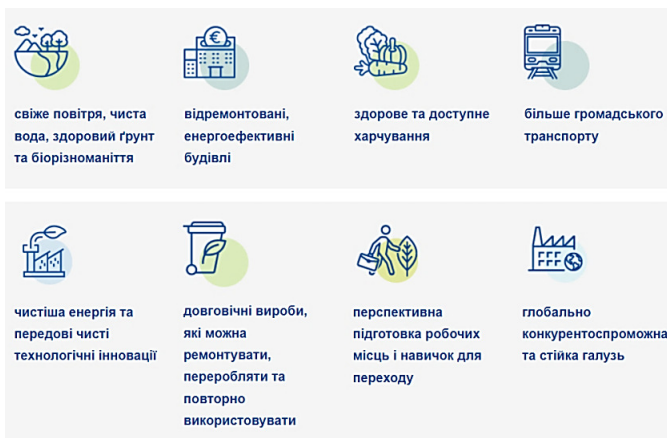 свіже повітря, чиста
вода, здоровий ґрунт
та біорізноманіття
відремонтовані,
енергоефективні
будівлі
здорове та доступне
харчування
більше громадського
транспорту
чистіша енергія та
передові чисті
технологічні інновації
довговічні вироби,
які можна
ремонтувати,
переробляти та
повторно
використовувати
перспективна
підготовка робочих
місць і навичок для
переходу
глобально
конкурентоспроможна
та стійка галузь